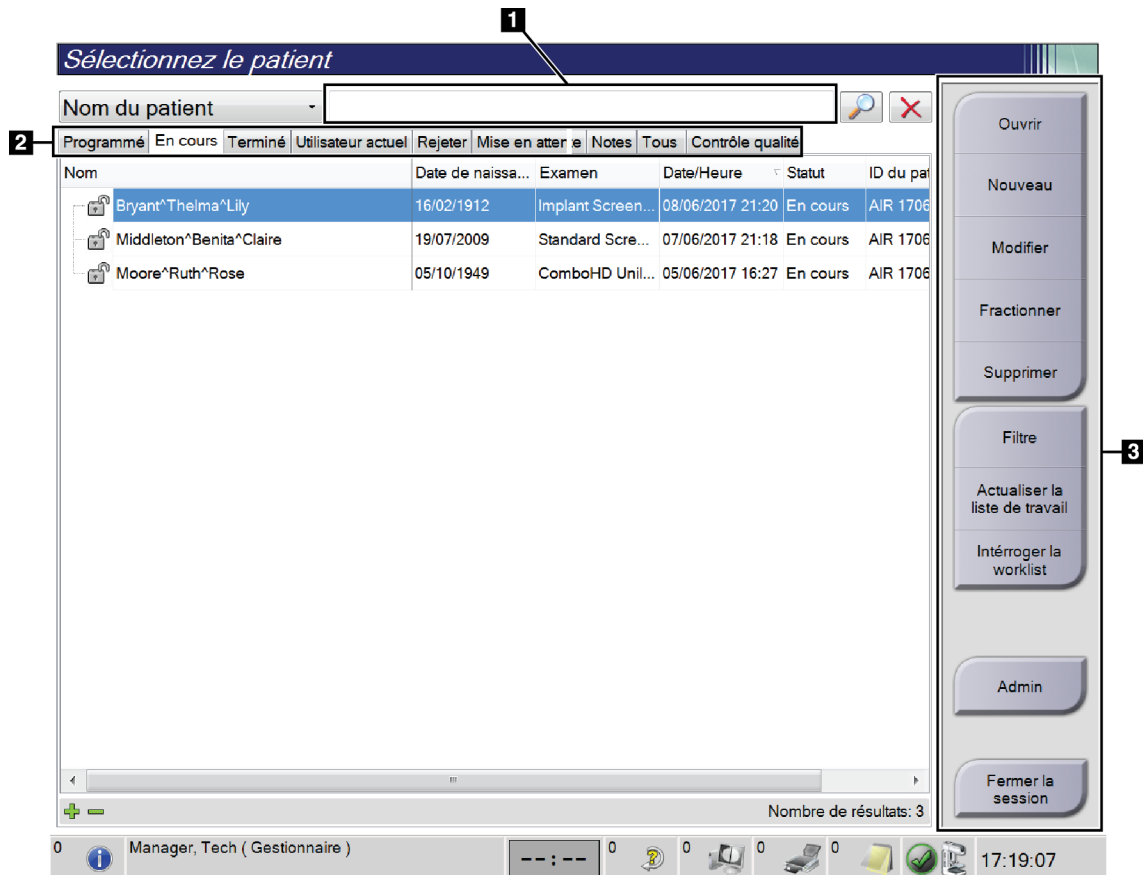 1
Sélectionnez le patient
Nom du patient
2
Programmé En cours Terminé Utilisateur actuel Rejeter Mise en atter e Notes Tous Contrôle qualité
Nom Date de naissa... Examen Date/Heure Statut ID du pat
Bryant^Thelma^Lily 16/02/1912 Implant Screen... 08/06/2017 21:20 En cours AIR 1706
Middleton^Benita^Claire 19/07/2009 Standard Scre... 07/06/2017 21:18 En cours AIR 1706
Moore^Ruth^Rose 05/10/1949 ComboHD Unil... 05/06/2017 16:27 En cours AIR 1706
Nombre de résultats: 3
Ouvrir
Nouveau
Modifier
Fractionner
Supprimer
Filtre
Actualiser la
liste de travail
Intérroger la
worklist
3
Admin
Fermer la
session
0 Manager, Tech ( Gestionnaire ) --:-- 0 0 0 0 17:19:07